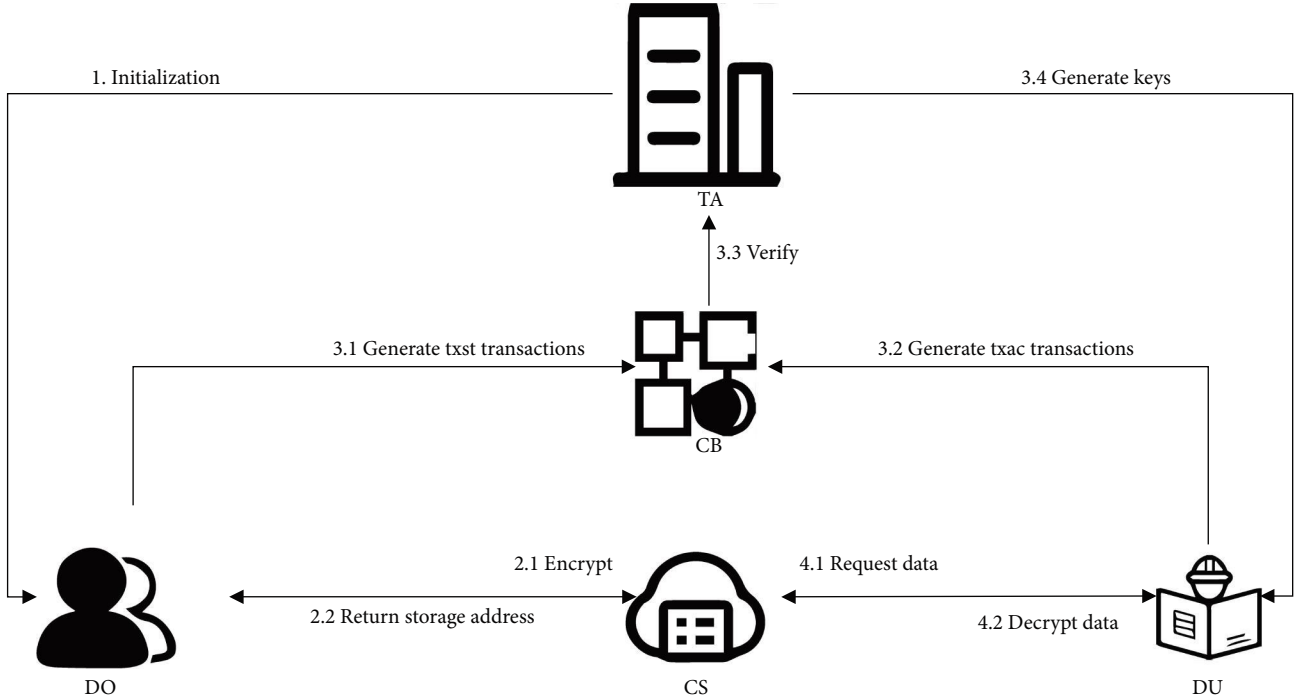 1. Initialization
3.4 Generate keys
TA
3.3 Verify
3.1 Generate txst transactions
3.2 Generate txac transactions
CB
2.1 Encrypt
4.1 Request data
2.2 Return storage address
4.2 Decrypt data
DO
CS
DU